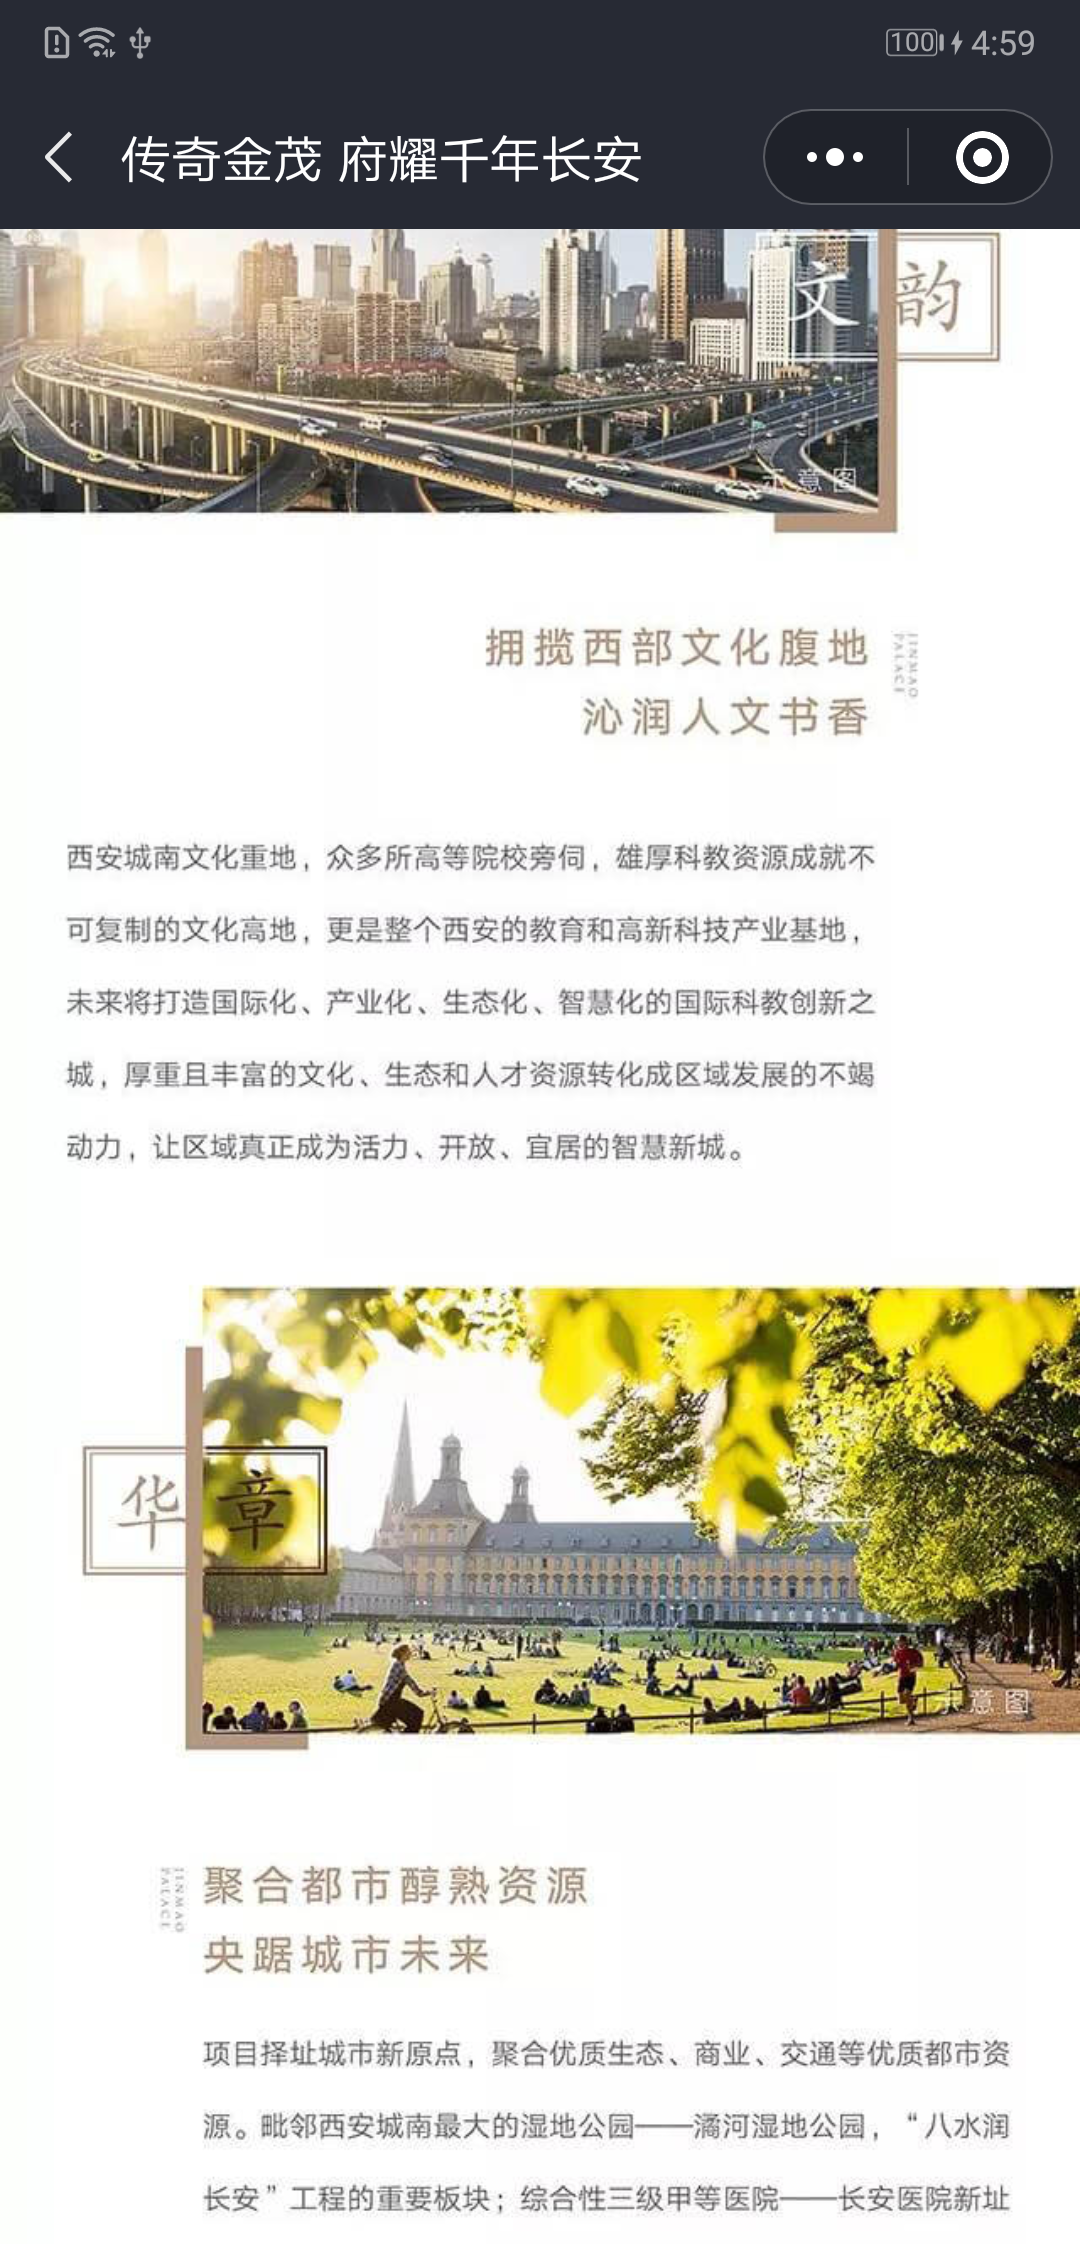 100 4:59
传奇金茂 府耀千年长安
文韵
示意图
拥揽西部文化腹地
沁润人文书香
JINMAO
PALACE
西安城南文化重地，众多所高等院校旁伺，雄厚科教资源成就不
可复制的文化高地，更是整个西安的教育和高新科技产业基地，
未来将打造国际化、产业化、生态化、智慧化的国际科教创新之
城，厚重且丰富的文化、生态和人才资源转化成区域发展的不竭
动力，让区域真正成为活力、开放、宜居的智慧新城。
华章
示意图
JINMAO
PALACE
聚合都市醇熟资源
央踞城市未来
项目择址城市新原点，聚合优质生态、商业、交通等优质都市资
源。毗邻西安城南最大的湿地公园——潏河湿地公园，“八水润
长安”工程的重要板块；综合性三级甲等医院——长安医院新址